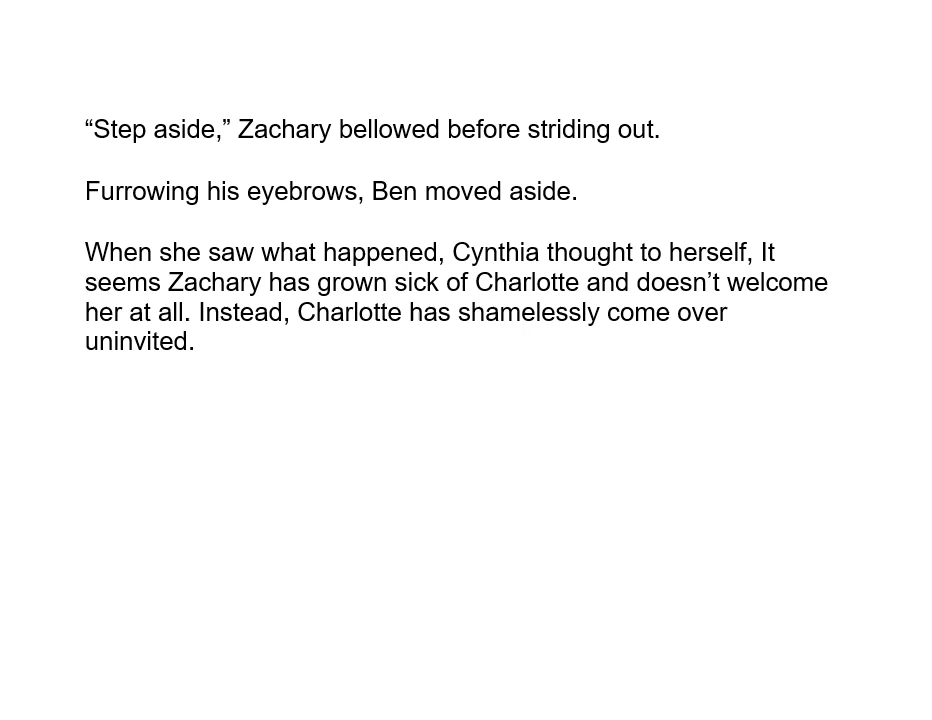 “Step aside,” Zachary bellowed before striding out.
Furrowing his eyebrows, Ben moved aside.
When she saw what happened, Cynthia thought to herself, It
seems Zachary has grown sick of Charlotte and doesn’t welcome
her at all. Instead, Charlotte has shamelessly come over
uninvited.